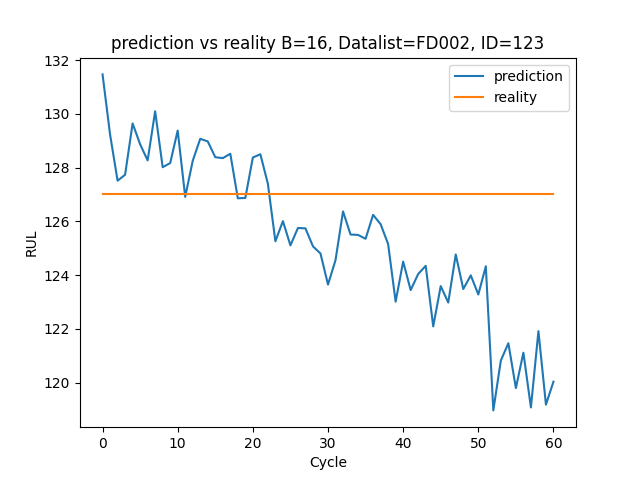 prediction vs reality B=16, Datalist=FD002, ID=123
132
130
128
126
124
122
120
RUL
prediction
reality
0
10
20
30
40
50
60
Cycle